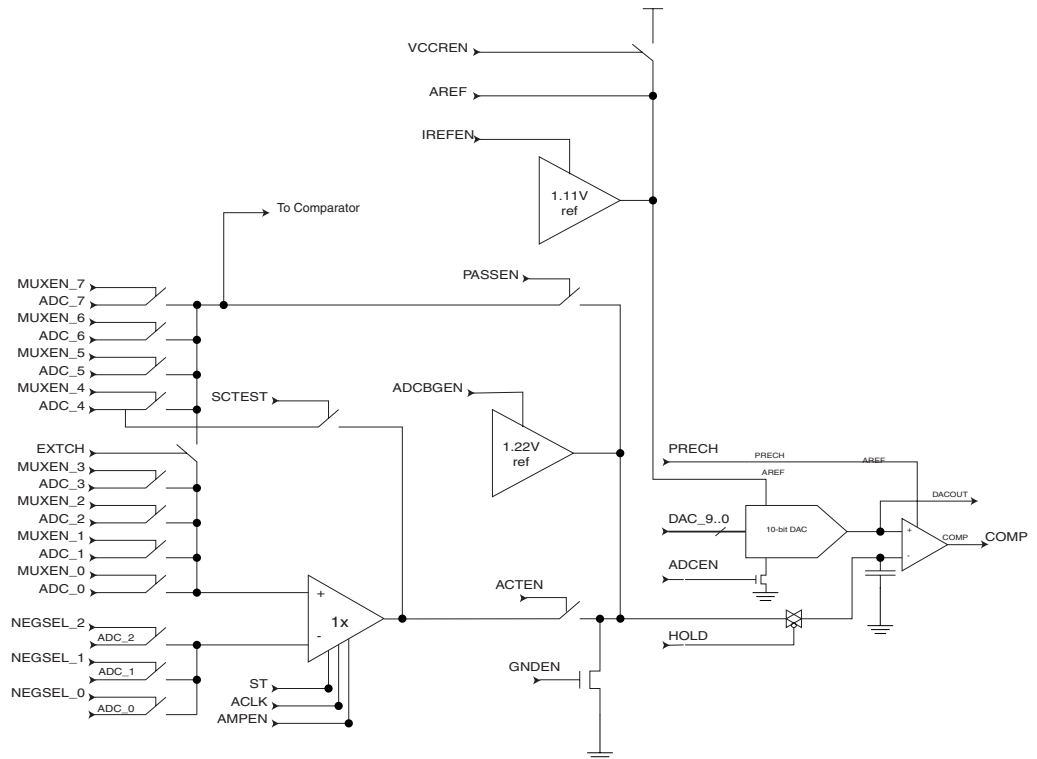 VCCREN
AREF
IREFEN
1.11V
ref
To Comparator
PASSEN
MUXEN_7
ADC_7
MUXEN_6
ADC_6
MUXEN_5
ADC_5
MUXEN_4
ADC_4
SCTEST
ADCBGEN
1.22V
ref
EXTCH
MUXEN_3
ADC_3
MUXEN_2
ADC_2
MUXEN_1
ADC_1
MUXEN_0
ADC_0
PRECH
PRECH
AREF
AREF
DACOUT
DAC_9..0
10-bit DAC
+
-
COMP
COMP
ADCEN
ACTEN
+
1x
-
NEGSEL_2
ADC_2
NEGSEL_1
ADC_1
NEGSEL_0
ADC_0
HOLD
GNDEN
ST
ACLK
AMPEN